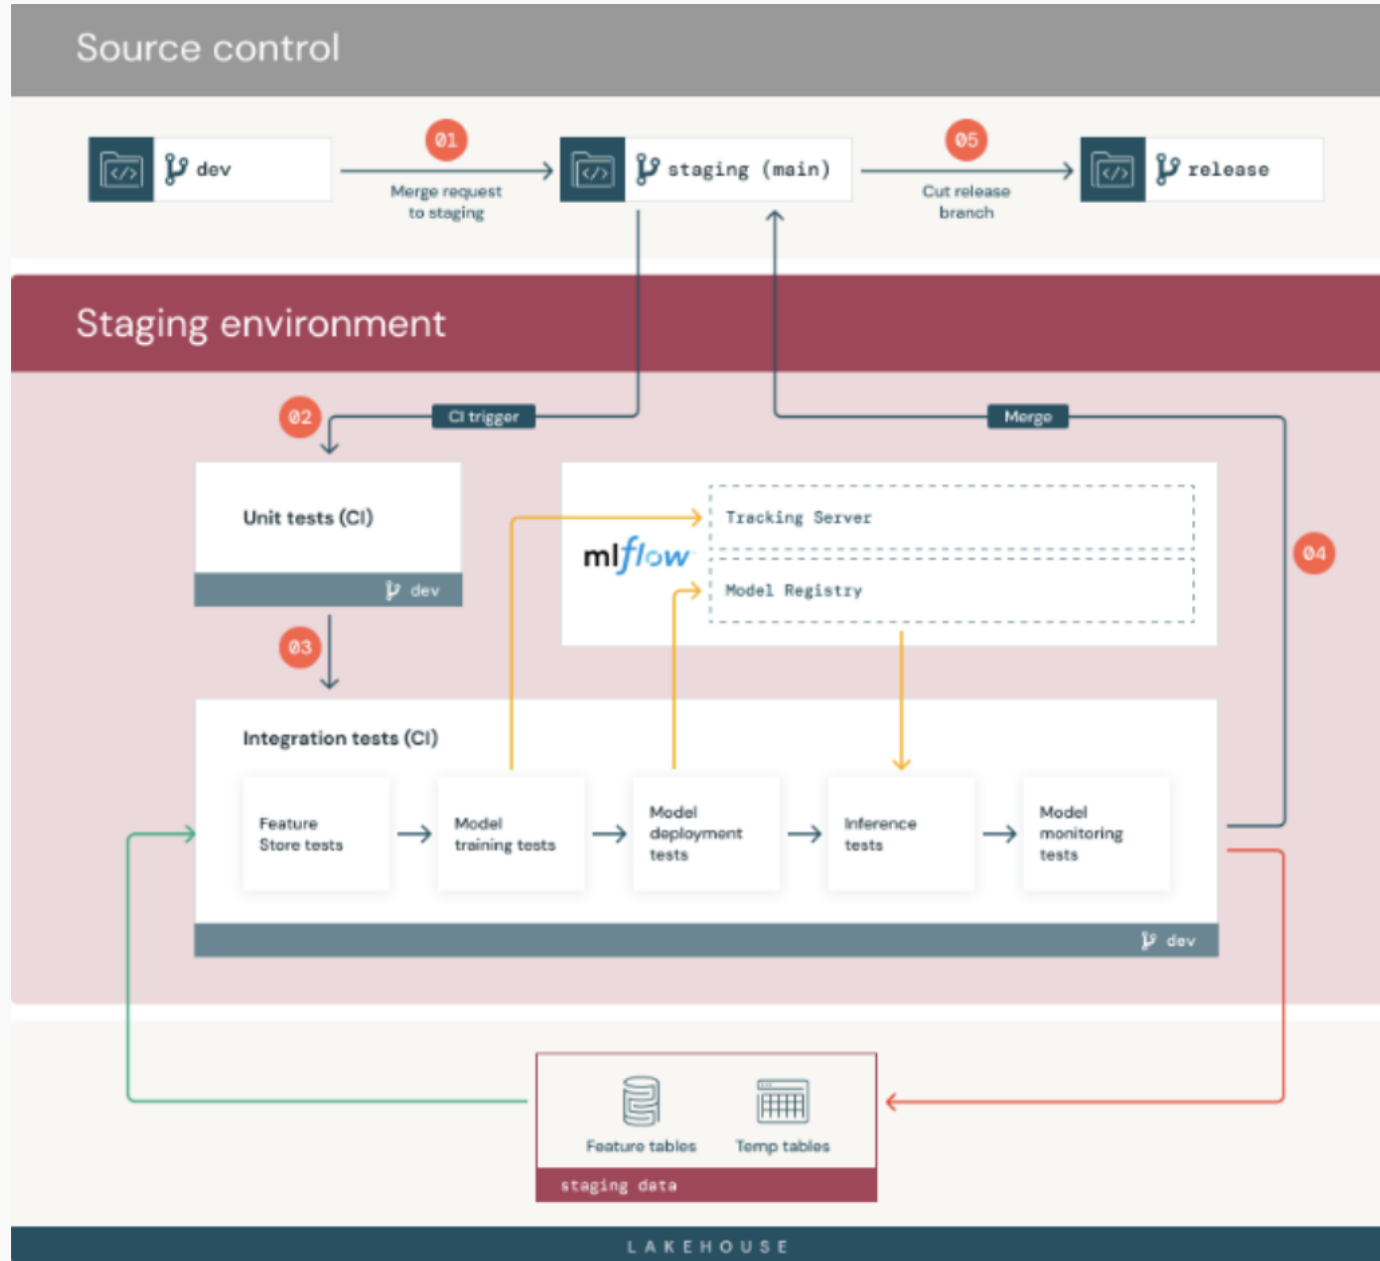 Source control
dev
01
Merge request
to staging
staging (main)
05
Cut release
branch
release
Staging environment
02
CI trigger
Merge
Unit tests (CI)
dev
mlflow
Tracking Server
Model Registry
04
03
Integration tests (CI)
Feature
Store tests
Model
training tests
Model
deployment
tests
Inference
tests
Model
monitoring
tests
dev
Feature tables
Temp tables
staging data
LAKEHOUSE